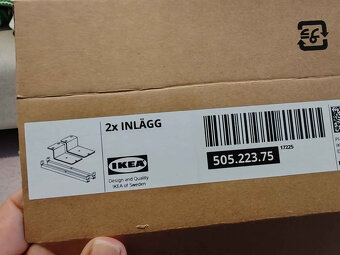 2x INLÄGG
IKEA
Design and Quality
IKEA of Sweden
17225
505.223.75